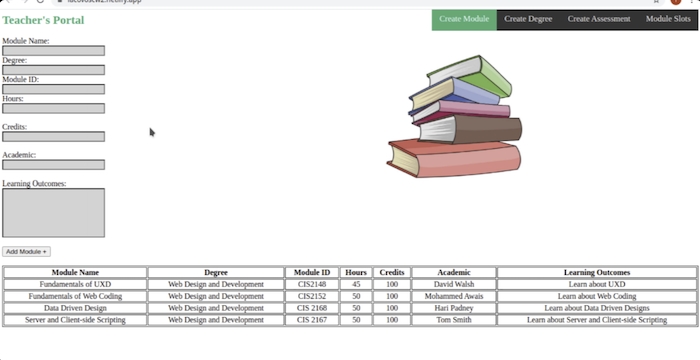 Teacher's Portal
Create Module Create Degree Create Assessment Module Slots
Module Name:
Degree:
Module ID:
Hours:
Credits:
Academic:
Learning Outcomes:
Add Module +
Module Name Degree Module ID Hours Credits Academic Learning Outcomes
Fundamentals of UXD Web Design and Development CIS2148 45 100 David Walsh Learn about UXD
Fundamentals of Web Coding Web Design and Development CIS2152 50 100 Mohammed Awais Learn about Web Coding
Data Driven Design Web Design and Development CIS 2168 50 100 Hari Padney Learn about Data Driven Designs
Server and Client-side Scripting Web Design and Development CIS 2167 50 100 Tom Smith Learn about Server and Client-side Scripting